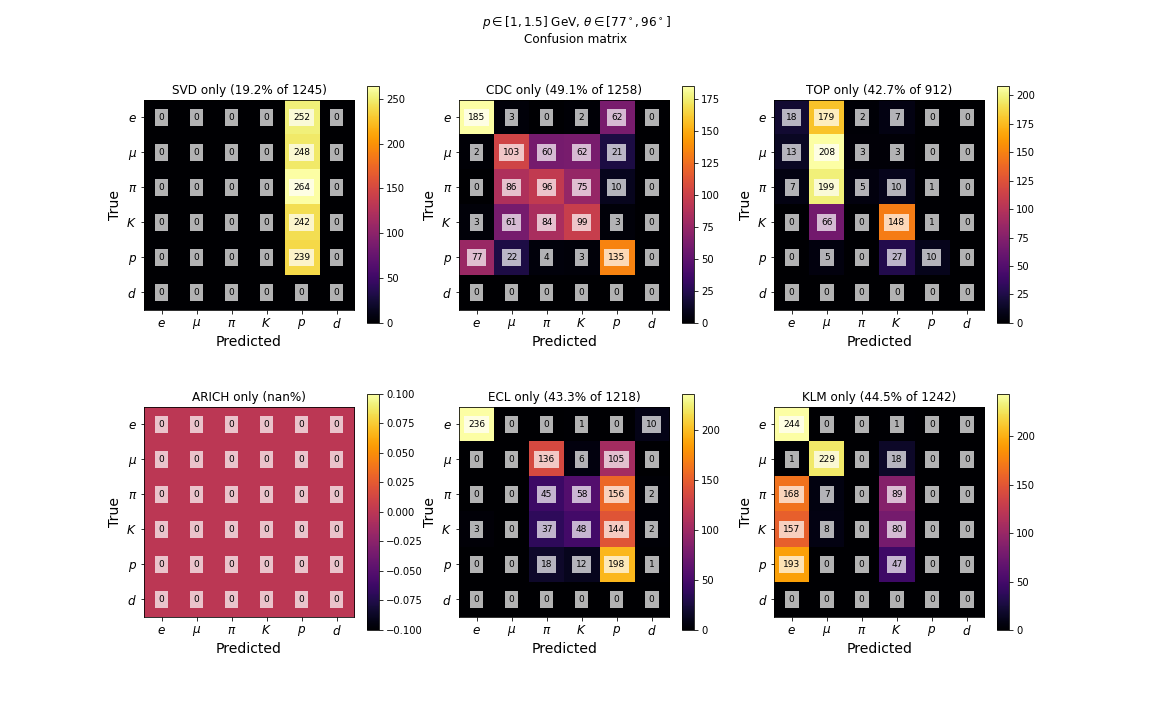 p ∈ [1, 1.5] GeV, θ ∈ [77°, 96°]
Confusion matrix
SVD only (19.2% of 1245)
True
e 0 0 0 0 252 0
μ 0 0 0 0 248 0
π 0 0 0 0 264 0
K 0 0 0 0 242 0
p 0 0 0 0 239 0
d 0 0 0 0 0 0
e μ π K p d
Predicted
250
200
150
100
50
0
CDC only (49.1% of 1258)
True
e 185 3 0 2 62 0
μ 2 103 60 62 21 0
π 0 86 96 75 10 0
K 3 61 84 99 3 0
p 77 22 4 3 135 0
d 0 0 0 0 0 0
e μ π K p d
Predicted
175
150
125
100
75
50
25
0
TOP only (42.7% of 912)
True
e 18 179 2 7 0 0
μ 13 208 3 3 0 0
π 7 199 5 10 1 0
K 0 66 0 148 1 0
p 0 5 0 27 10 0
d 0 0 0 0 0 0
e μ π K p d
Predicted
200
175
150
125
100
75
50
25
0
ARICH only (nan%)
True
e 0 0 0 0 0 0
μ 0 0 0 0 0 0
π 0 0 0 0 0 0
K 0 0 0 0 0 0
p 0 0 0 0 0 0
d 0 0 0 0 0 0
e μ π K p d
Predicted
0.100
0.075
0.050
0.025
0.000
−0.025
−0.050
−0.075
−0.100
ECL only (43.3% of 1218)
True
e 236 0 0 1 0 10
μ 0 0 136 6 105 0
π 0 0 45 58 156 2
K 3 0 37 48 144 2
p 0 0 18 12 198 1
d 0 0 0 0 0 0
e μ π K p d
Predicted
200
150
100
50
0
KLM only (44.5% of 1242)
True
e 244 0 0 1 0 0
μ 1 229 0 18 0 0
π 168 7 0 89 0 0
K 157 8 0 80 0 0
p 193 0 0 47 0 0
d 0 0 0 0 0 0
e μ π K p d
Predicted
200
150
100
50
0